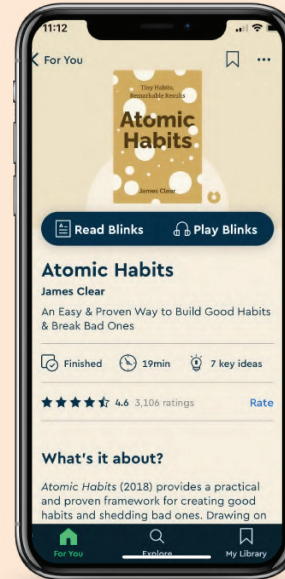 11:12
For You
Tiny Habits,
Remarkable Results
Atomic
Habits
James Clear
Read Blinks
Play Blinks
Atomic Habits
James Clear
An Easy & Proven Way to Build Good Habits
& Break Bad Ones
Finished
19min
7 key ideas
4.6 3,106 ratings
Rate
What's it about?
Atomic Habits (2018) provides a practical
and proven framework for creating good
habits and shedding bad ones. Drawing on
For You
Explore
My Library